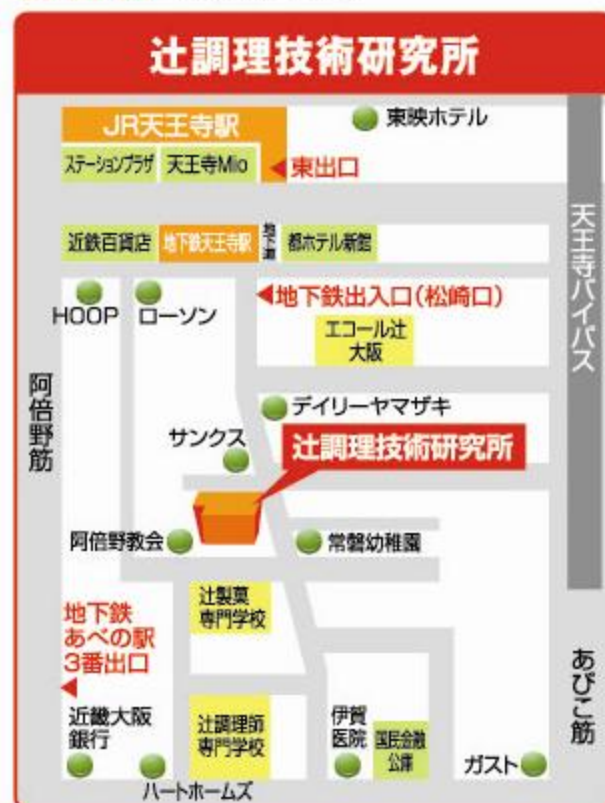 辻調理技術研究所
JR天王寺駅
東映ホテル
ステーションプラザ
天王寺Mio
東出口
近鉄百貨店
地下鉄天王寺駅
地下道
都ホテル新館
天王寺バイパス
HOOP
ローソン
地下鉄出入口(松崎口)
エコール辻
大阪
阿倍野筋
デイリーヤマザキ
サンクス
辻調理技術研究所
阿倍野教会
常磐幼稚園
辻製菓
専門学校
地下鉄
あべの駅
3番出口
あびこ筋
近畿大阪
銀行
辻調理師
専門学校
伊賀
医院
国民金融
公庫
ガスト
ハートホームズ